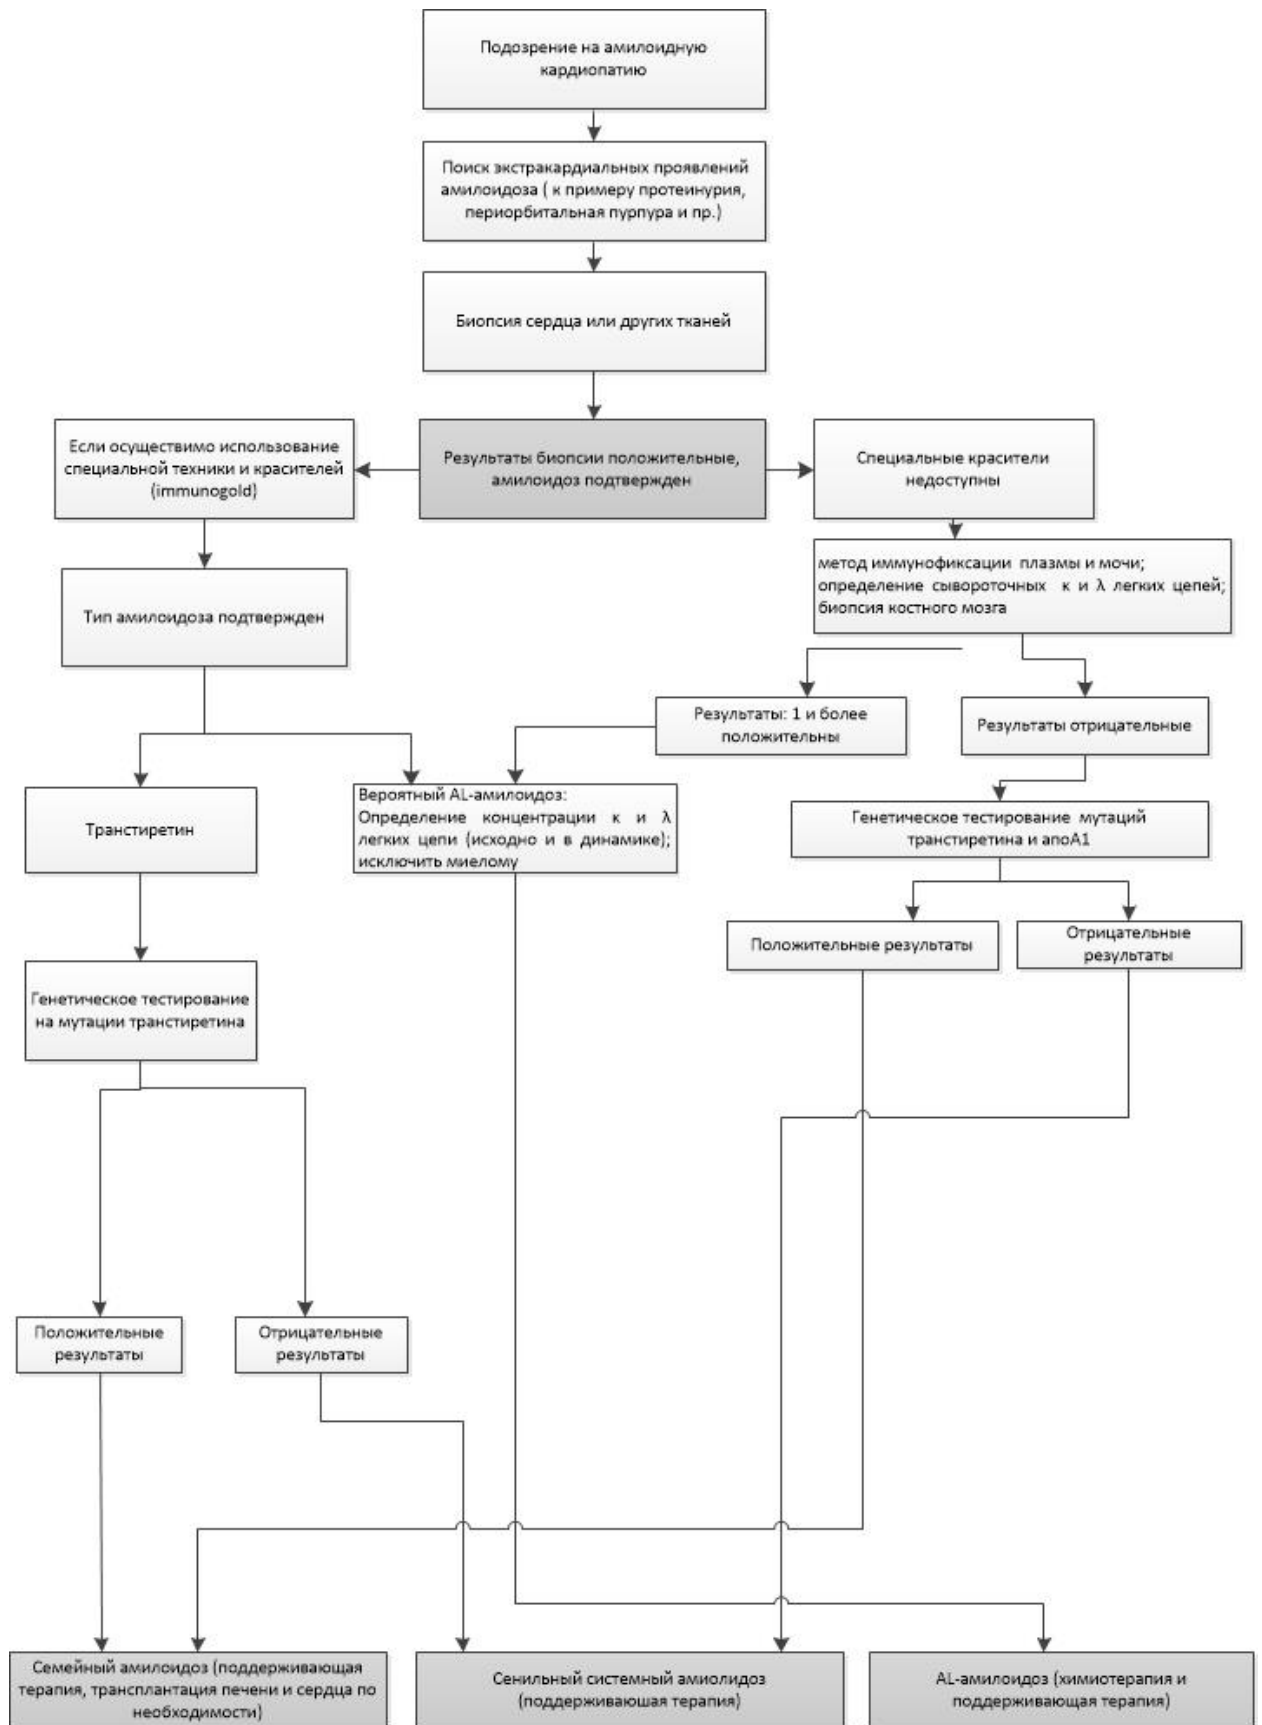 Подозрение на амилоидную
кардиопатию
Поиск экстракардиальных проявлений
амилоидоза ( к примеру протеинурия,
периорбитальная пурпура и пр.)
Биопсия сердца или других тканей
Если осуществимо использование
специальной техники и красителей
(immunogold)
Результаты биопсии положительные,
амилоидоз подтвержден
Специальные красители
недоступны
метод иммунофиксации плазмы и мочи;
определение сывороточных κ и λ легких цепей;
биопсия костного мозга
Тип амилоидоза подтвержден
Результаты: 1 и более
положительны
Результаты отрицательные
Транстиретин
Вероятный AL-амилоидоз:
Определение концентрации κ и λ
легких цепи (исходно и в динамике);
исключить миелому
Генетическое тестирование мутаций
транстиретина и апоА1
Положительные результаты
Отрицательные
результаты
Генетическое тестирование
на мутации транстиретина
Положительные
результаты
Отрицательные
результаты
Семейный амилоидоз (поддерживающая
терапия, трансплантация печени и сердца по
необходимости)
Сенильный системный амиолидоз
(поддерживюшая терапия)
AL-амилоидоз (химиотерапия и
поддерживающая терапия)